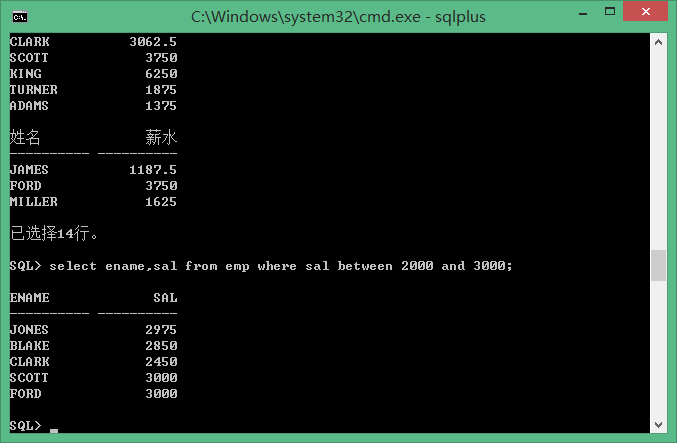 C:\Windows\system32\cmd.exe - sqlplus
CLARK 3062.5
SCOTT 3750
KING 6250
TURNER 1875
ADAMS 1375
姓名 薪水
---------- ----------
JAMES 1187.5
FORD 3750
MILLER 1625
已选择14行。
SQL> select ename,sal from emp where sal between 2000 and 3000;
ENAME SAL
---------- ----------
JONES 2975
BLAKE 2850
CLARK 2450
SCOTT 3000
FORD 3000
SQL> _